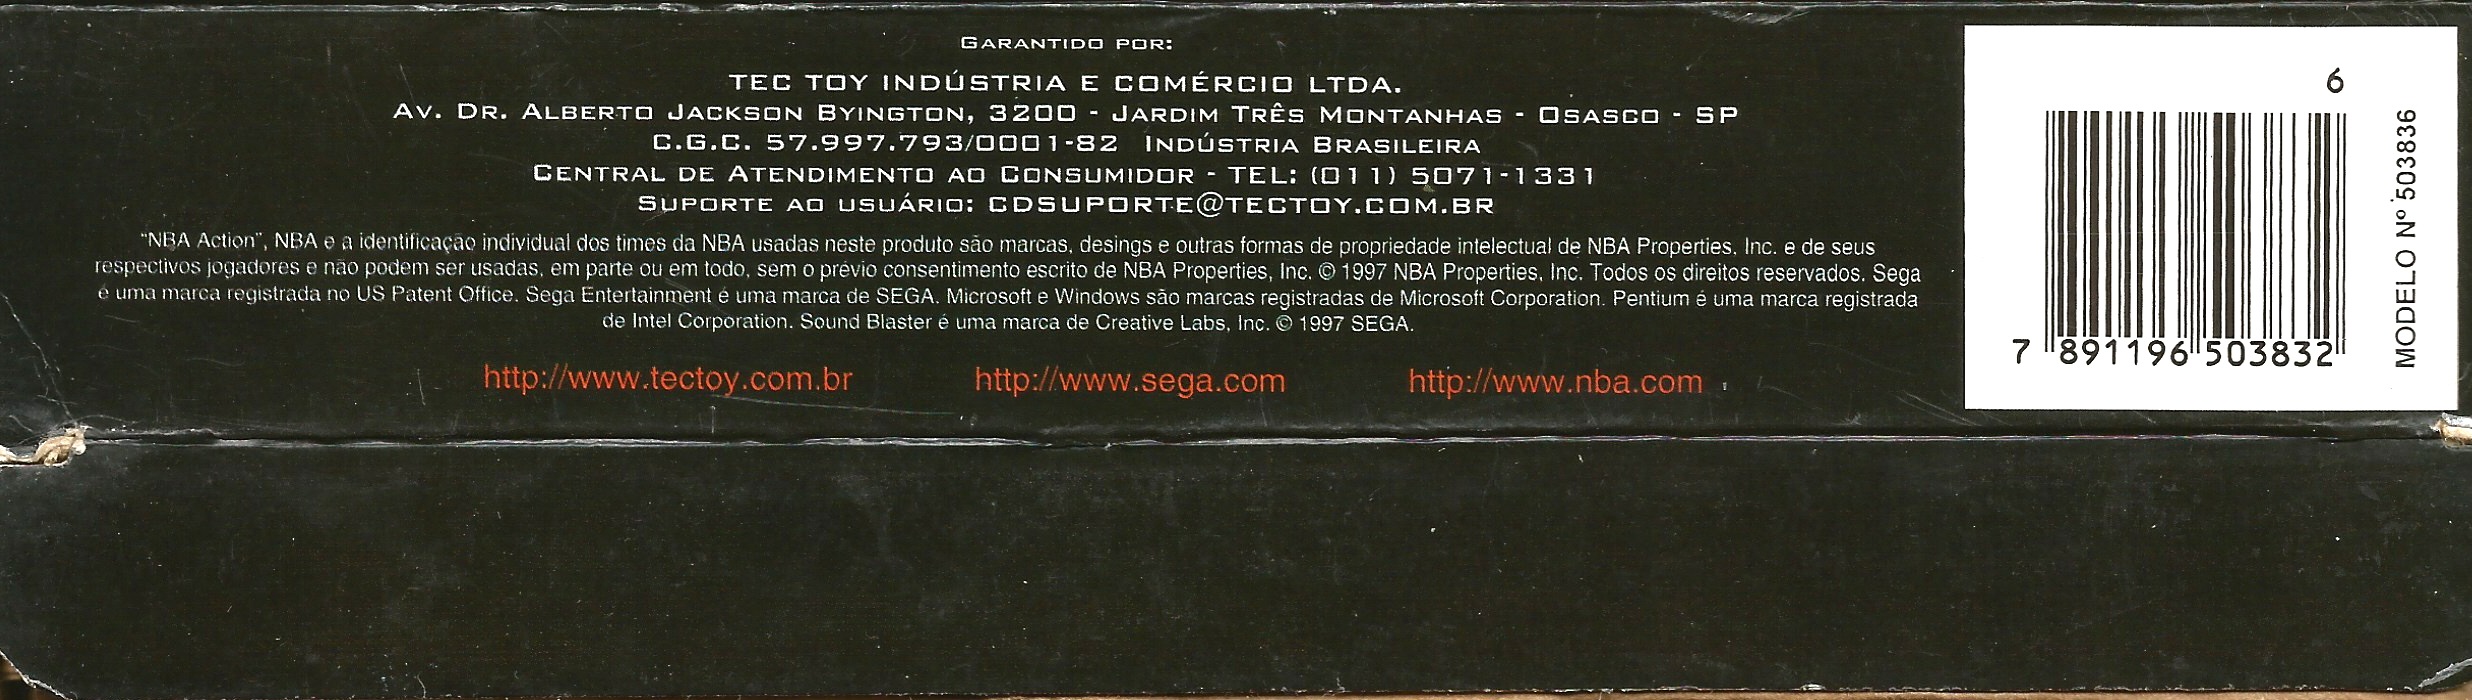 GARANTIDO POR:
TEC TOY INDÚSTRIA E COMÉRCIO LTDA.
AV. DR. ALBERTO JACKSON BYINGTON, 3200 - JARDIM TRÊS MONTANHAS - OSASCO - SP
C.G.C. 57.997.793/0001-82 INDÚSTRIA BRASILEIRA
CENTRAL DE ATENDIMENTO AO CONSUMIDOR - TEL: (011) 5071-1331
SUPORTE AO USUÁRIO: CDSUPORTE@TECTOY.COM.BR
"NBA Action", NBA e a identificação individual dos times da NBA usadas neste produto são marcas, desings e outras formas de propriedade intelectual de NBA Properties, Inc. e de seus
respectivos jogadores e não podem ser usadas, em parte ou em todo, sem o prévio consentimento escrito de NBA Properties, Inc. © 1997 NBA Properties, Inc. Todos os direitos reservados. Sega
é uma marca registrada no US Patent Office. Sega Entertainment é uma marca de SEGA. Microsoft e Windows são marcas registradas de Microsoft Corporation. Pentium é uma marca registrada
de Intel Corporation. Sound Blaster é uma marca de Creative Labs, Inc. © 1997 SEGA.
http://www.tectoy.com.br http://www.sega.com http://www.nba.com
6
7 891196 503832
MODELO Nº 503836